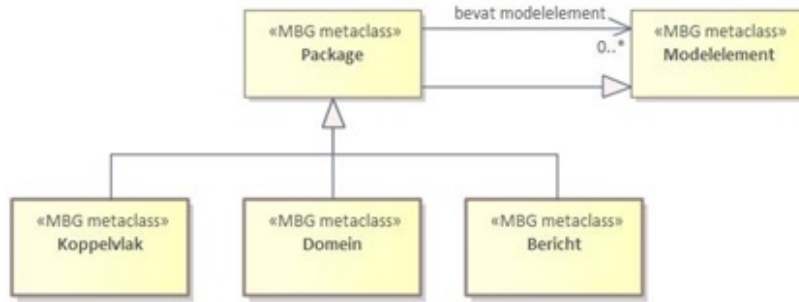 bevat modelelement
«MBG metaclass»
Package
0..*
«MBG metaclass»
Modelelement
«MBG metaclass»
Koppelvlak
«MBG metaclass»
Domein
«MBG metaclass»
Bericht